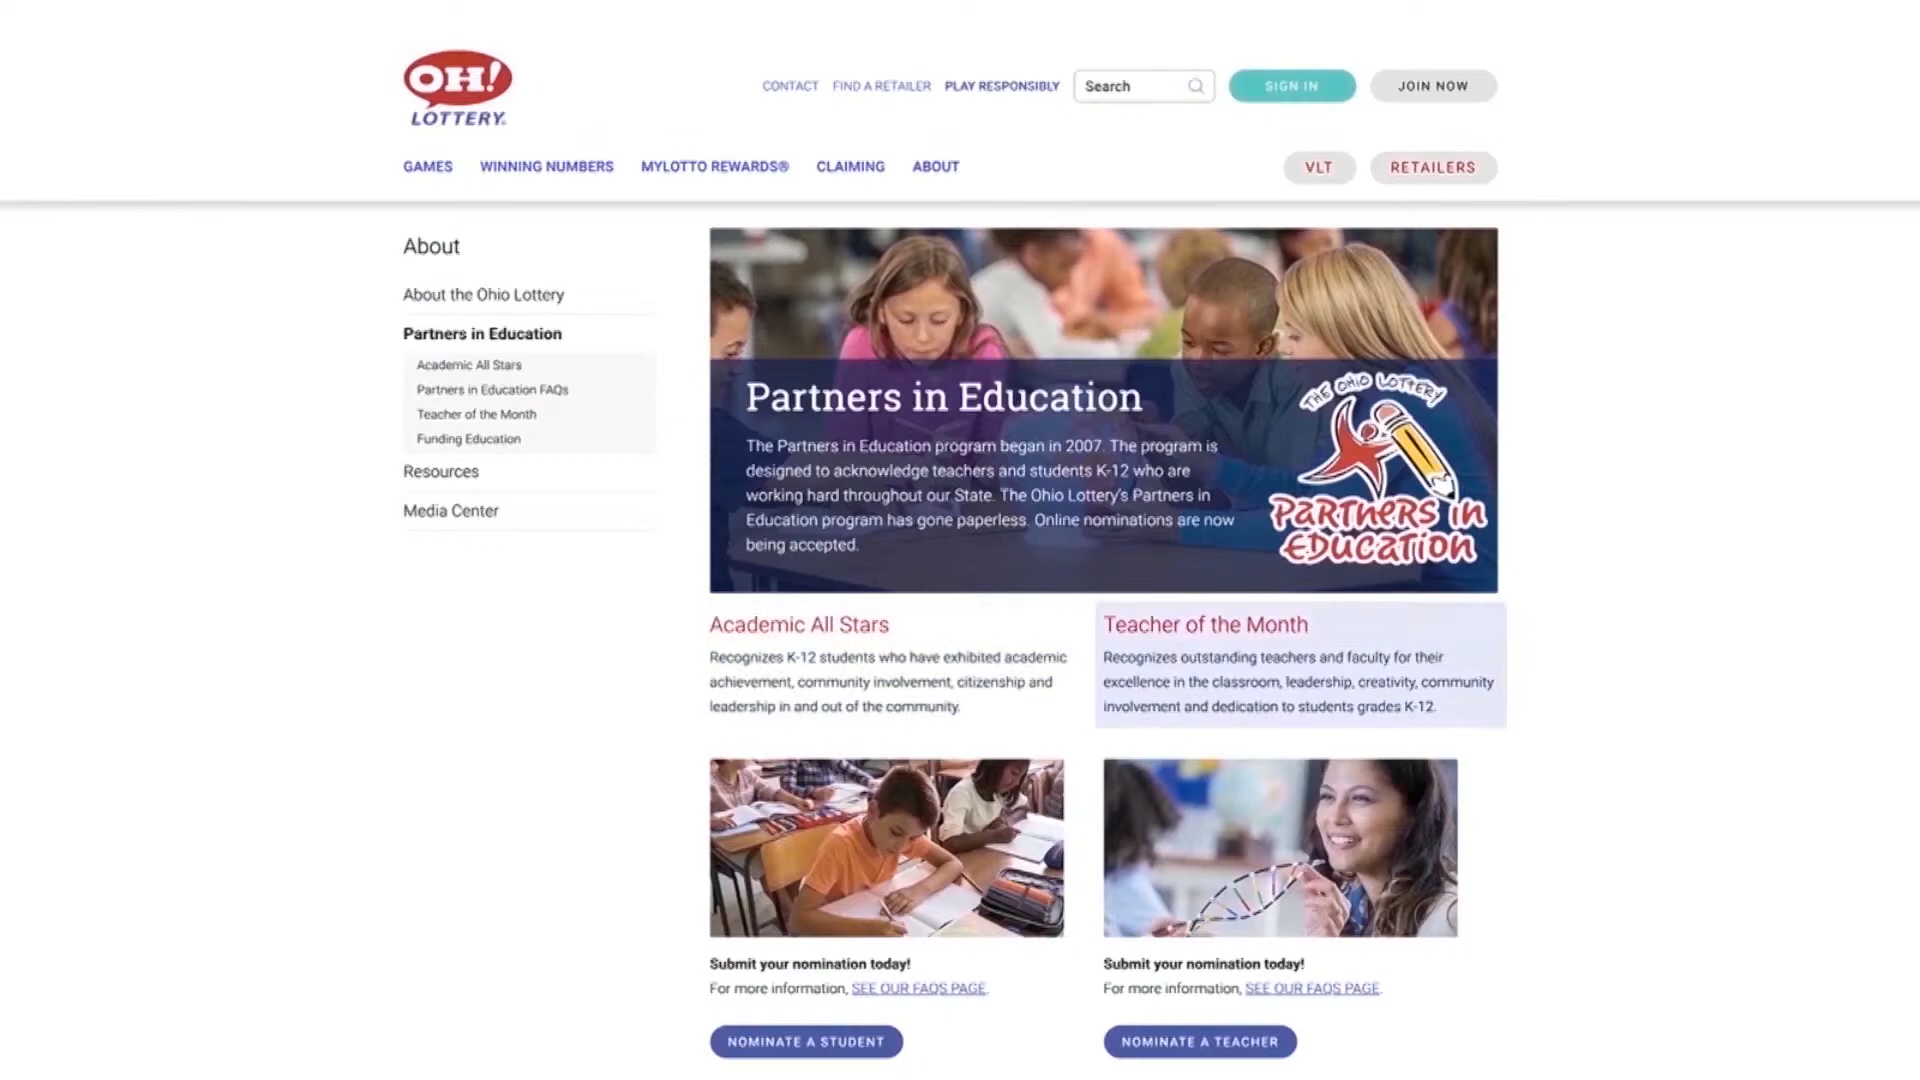 OH!
LOTTERY
CONTACT FIND A RETAILER PLAY RESPONSIBLY Search SIGN IN JOIN NOW
GAMES WINNING NUMBERS MYLOTTO REWARDS® CLAIMING ABOUT VLT RETAILERS
About
About the Ohio Lottery
Partners in Education
Academic All Stars
Partners in Education FAQs
Teacher of the Month
Funding Education
Resources
Media Center
Partners in Education
The Partners in Education program began in 2007. The program is
designed to acknowledge teachers and students K-12 who are
working hard throughout our State. The Ohio Lottery's Partners in
Education program has gone paperless. Online nominations are now
being accepted.
THE OHIO LOTTERY
PARTNERS in
EDUCATION
Academic All Stars
Recognizes K-12 students who have exhibited academic
achievement, community involvement, citizenship and
leadership in and out of the community.
Teacher of the Month
Recognizes outstanding teachers and faculty for their
excellence in the classroom, leadership, creativity, community
involvement and dedication to students grades K-12.
Submit your nomination today!
For more information, SEE OUR FAQS PAGE.
NOMINATE A STUDENT
Submit your nomination today!
For more information, SEE OUR FAQS PAGE.
NOMINATE A TEACHER